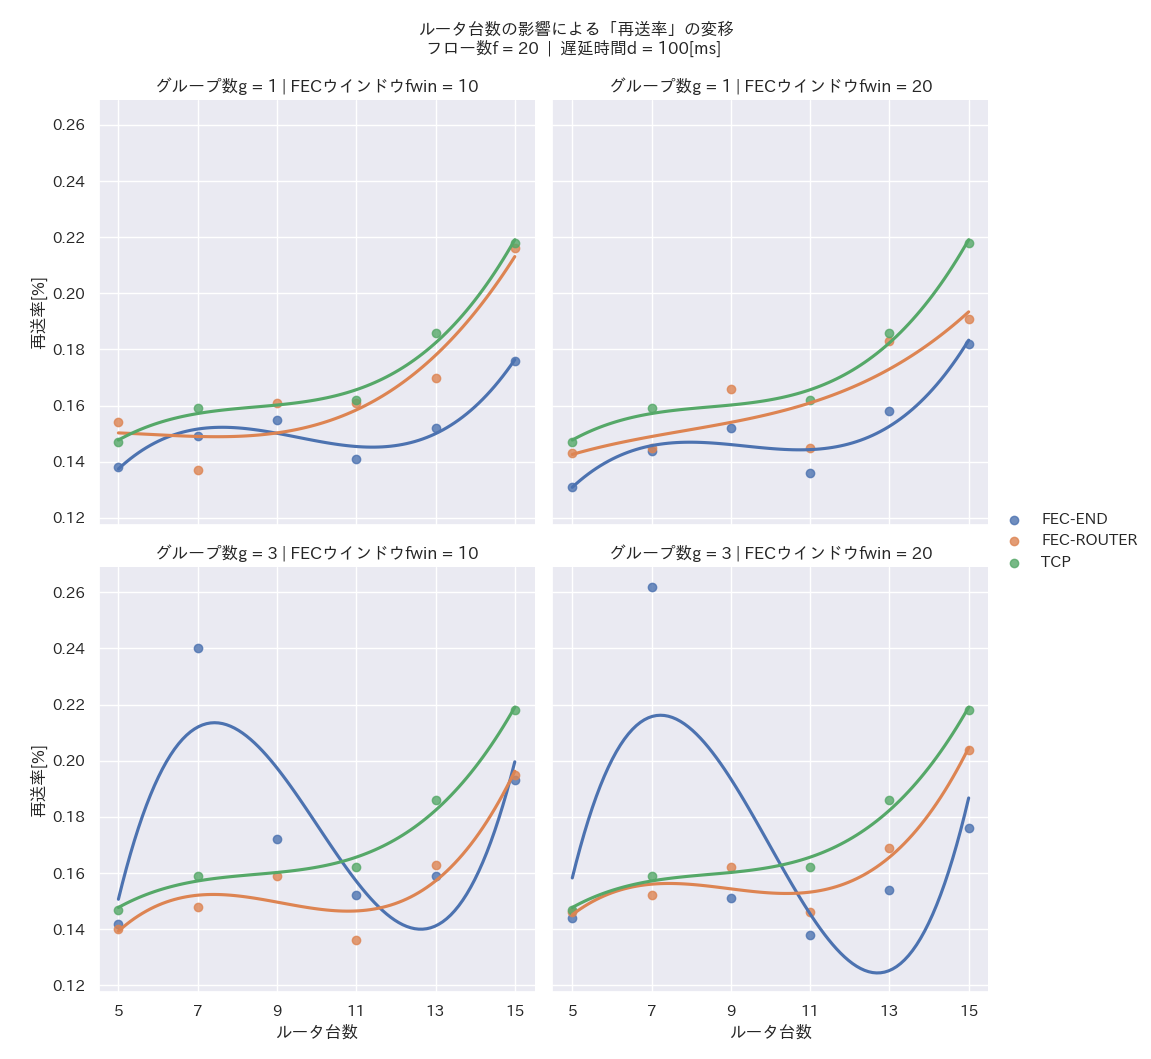 ルータ台数の影響による「再送率」の変移
フロー数f = 20 | 遅延時間d = 100[ms]
グループ数g = 1 | FECウインドウfwin = 10
グループ数g = 1 | FECウインドウfwin = 20
0.26
0.24
0.22
0.20
0.18
0.16
0.14
0.12
再送率[%]
FEC-END
FEC-ROUTER
TCP
グループ数g = 3 | FECウインドウfwin = 10
グループ数g = 3 | FECウインドウfwin = 20
0.26
0.24
0.22
0.20
0.18
0.16
0.14
0.12
再送率[%]
5 7 9 11 13 15
5 7 9 11 13 15
ルータ台数
ルータ台数